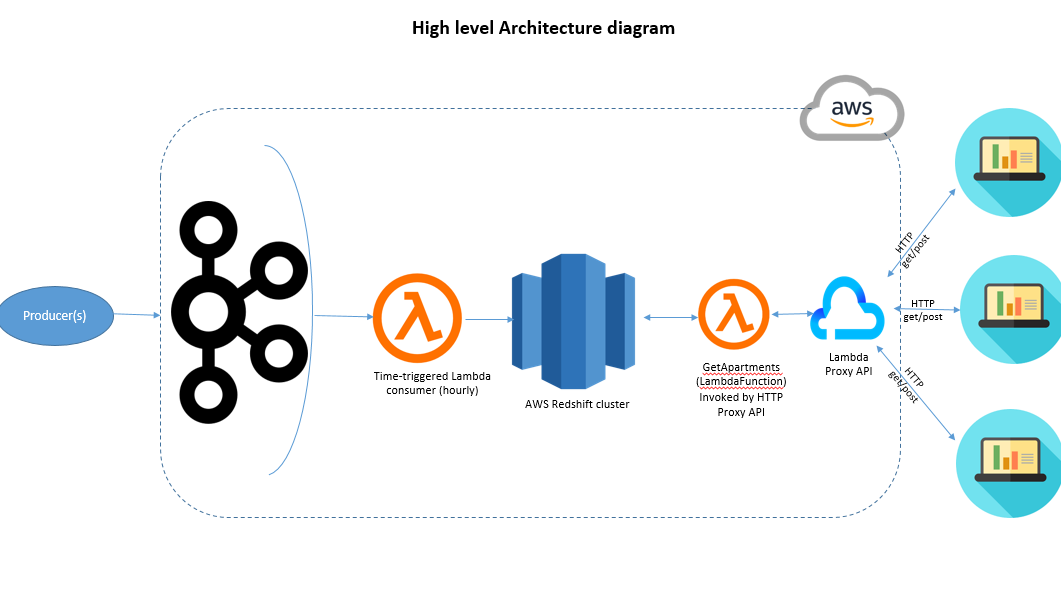 High level Architecture diagram
aws
Producer(s)
Time-triggered Lambda
consumer (hourly)
AWS Redshift cluster
GetApartments
(LambdaFunction)
Invoked by HTTP
Proxy API
Lambda
Proxy API
HTTP
get/post
HTTP
get/post
HTTP
get/post